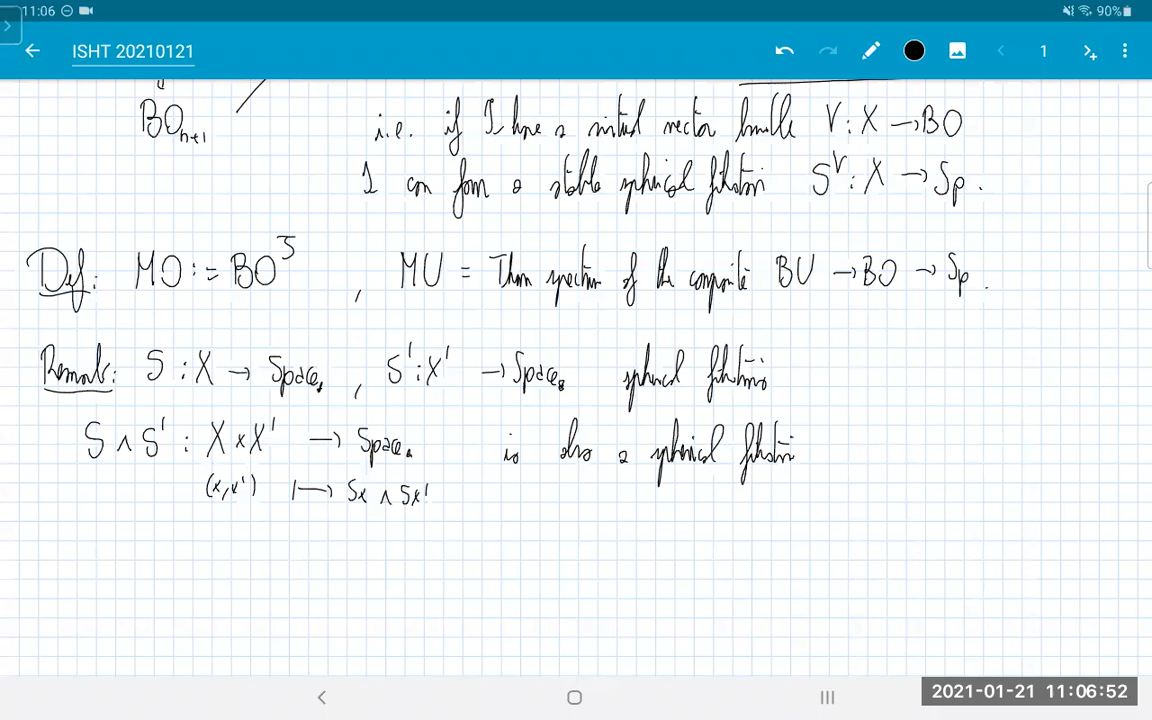 11:06 90%
ISHT 20210121 1
BO_{n+1} i.e. if I have a virtual vector bundle V : X → BO
I can form a stable spherical fibration S^V : X → Sp.
Def: MO := BO^S , MU = Thom spectrum of the composite BU → BO → Sp.
Remark: S : X → Space_* , S' : X' → Space_* spherical fibrations
S ∧ S' : X × X' → Space_* is also a spherical fibration
(x,x') ↦ S_x ∧ S_{x'}
2021-01-21 11:06:52